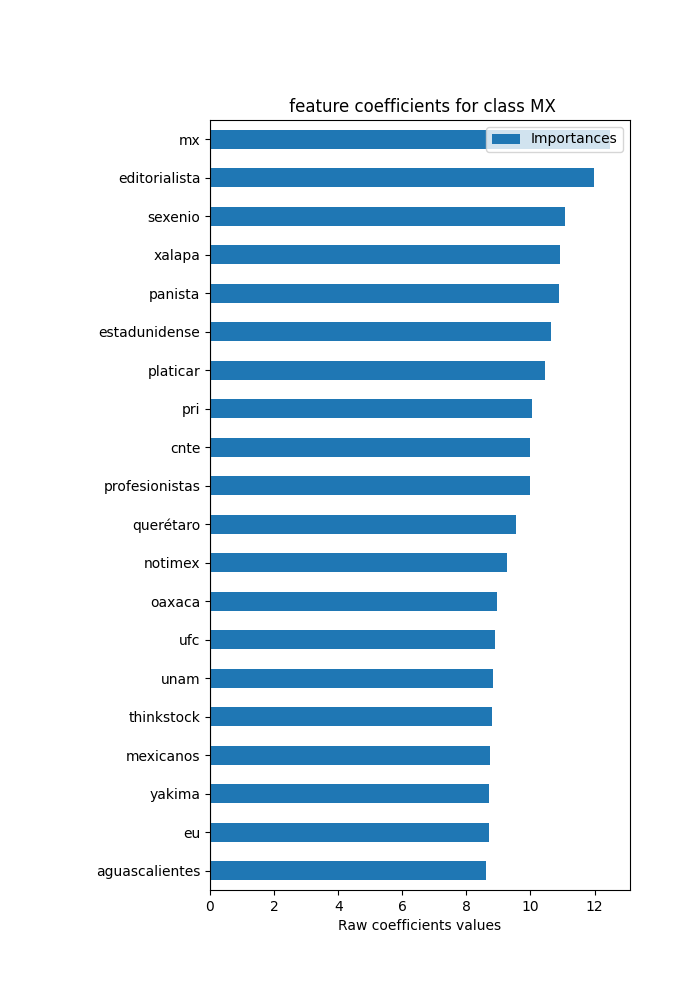 feature coefficients for class MX
Importances
mx
editorialista
sexenio
xalapa
panista
estadunidense
platicar
pri
cnte
profesionistas
querétaro
notimex
oaxaca
ufc
unam
thinkstock
mexicanos
yakima
eu
aguascalientes
0 2 4 6 8 10 12
Raw coefficients values